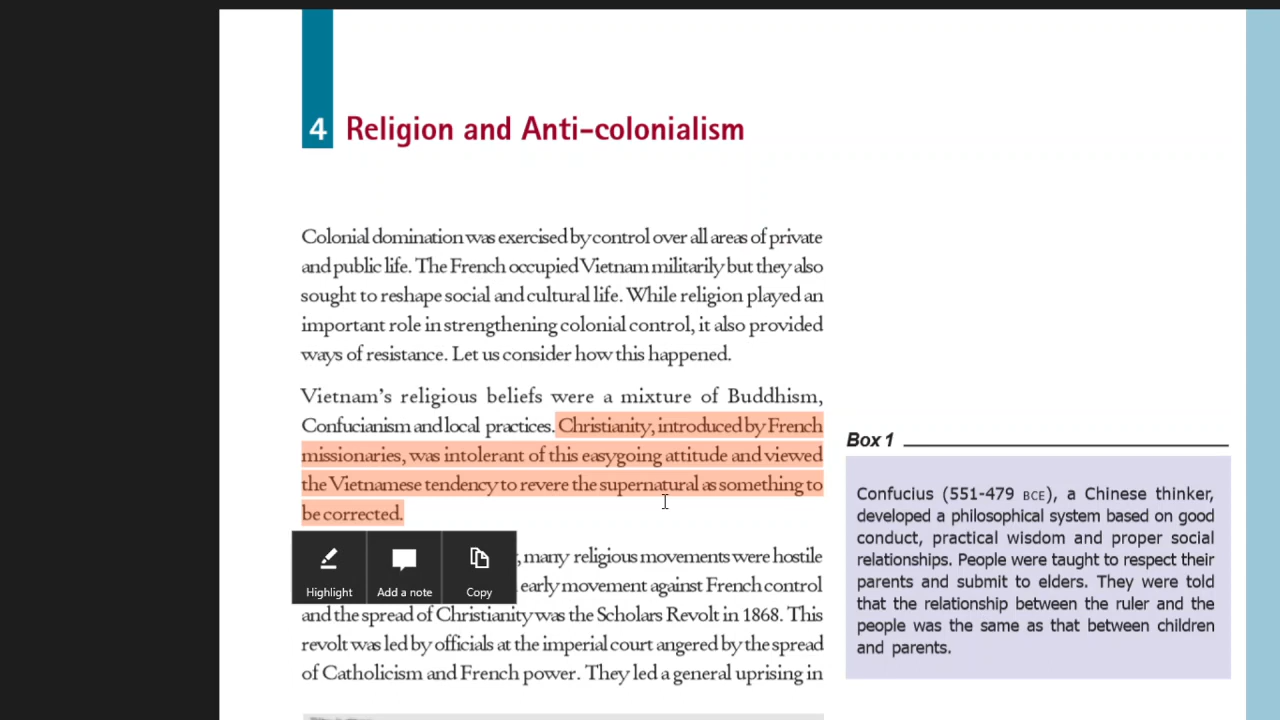 4 Religion and Anti-colonialism
Colonial domination was exercised by control over all areas of private
and public life. The French occupied Vietnam militarily but they also
sought to reshape social and cultural life. While religion played an
important role in strengthening colonial control, it also provided
ways of resistance. Let us consider how this happened.
Vietnam's religious beliefs were a mixture of Buddhism,
Confucianism and local practices. Christianity, introduced by French
missionaries, was intolerant of this easygoing attitude and viewed
the Vietnamese tendency to revere the supernatural as something to
be corrected.
, many religious movements were hostile
early movement against French control
and the spread of Christianity was the Scholars Revolt in 1868. This
revolt was led by officials at the imperial court angered by the spread
of Catholicism and French power. They led a general uprising in
Highlight
Add a note
Copy
Box 1
Confucius (551-479 BCE), a Chinese thinker,
developed a philosophical system based on good
conduct, practical wisdom and proper social
relationships. People were taught to respect their
parents and submit to elders. They were told
that the relationship between the ruler and the
people was the same as that between children
and parents.